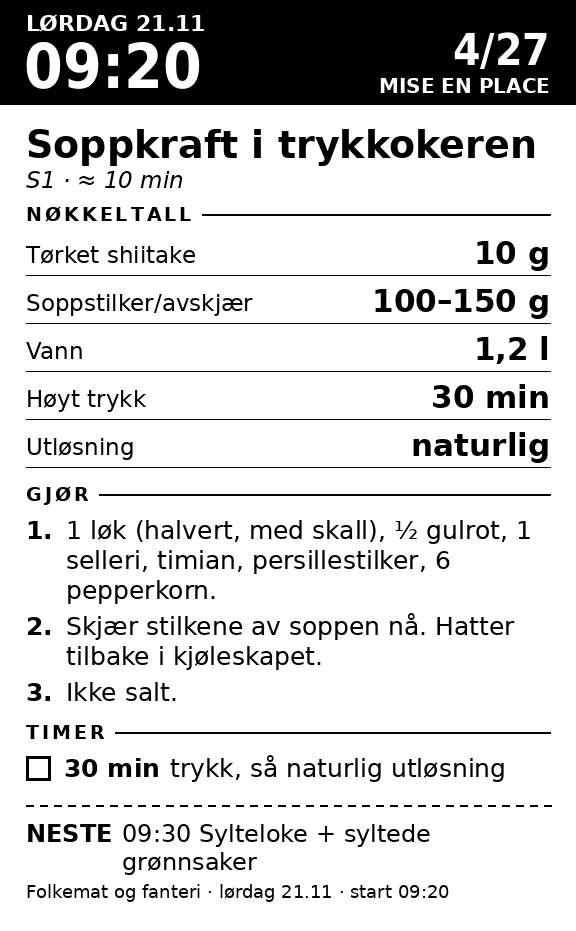 LØRDAG 21.11
09:20
4/27
MISE EN PLACE
Soppkraft i trykkokeren
S1 · ≈ 10 min
NØKKELTALL
Tørket shiitake 10 g
Soppstilker/avskjær 100–150 g
Vann 1,2 l
Høyt trykk 30 min
Utløsning naturlig
GJØR
1. 1 løk (halvert, med skall), ½ gulrot, 1
selleri, timian, persillestilker, 6
pepperkorn.
2. Skjær stilkene av soppen nå. Hatter
tilbake i kjøleskapet.
3. Ikke salt.
TIMER
30 min trykk, så naturlig utløsning
NESTE 09:30 Sylteloke + syltede
grønnsaker
Folkemat og fanteri · lørdag 21.11 · start 09:20